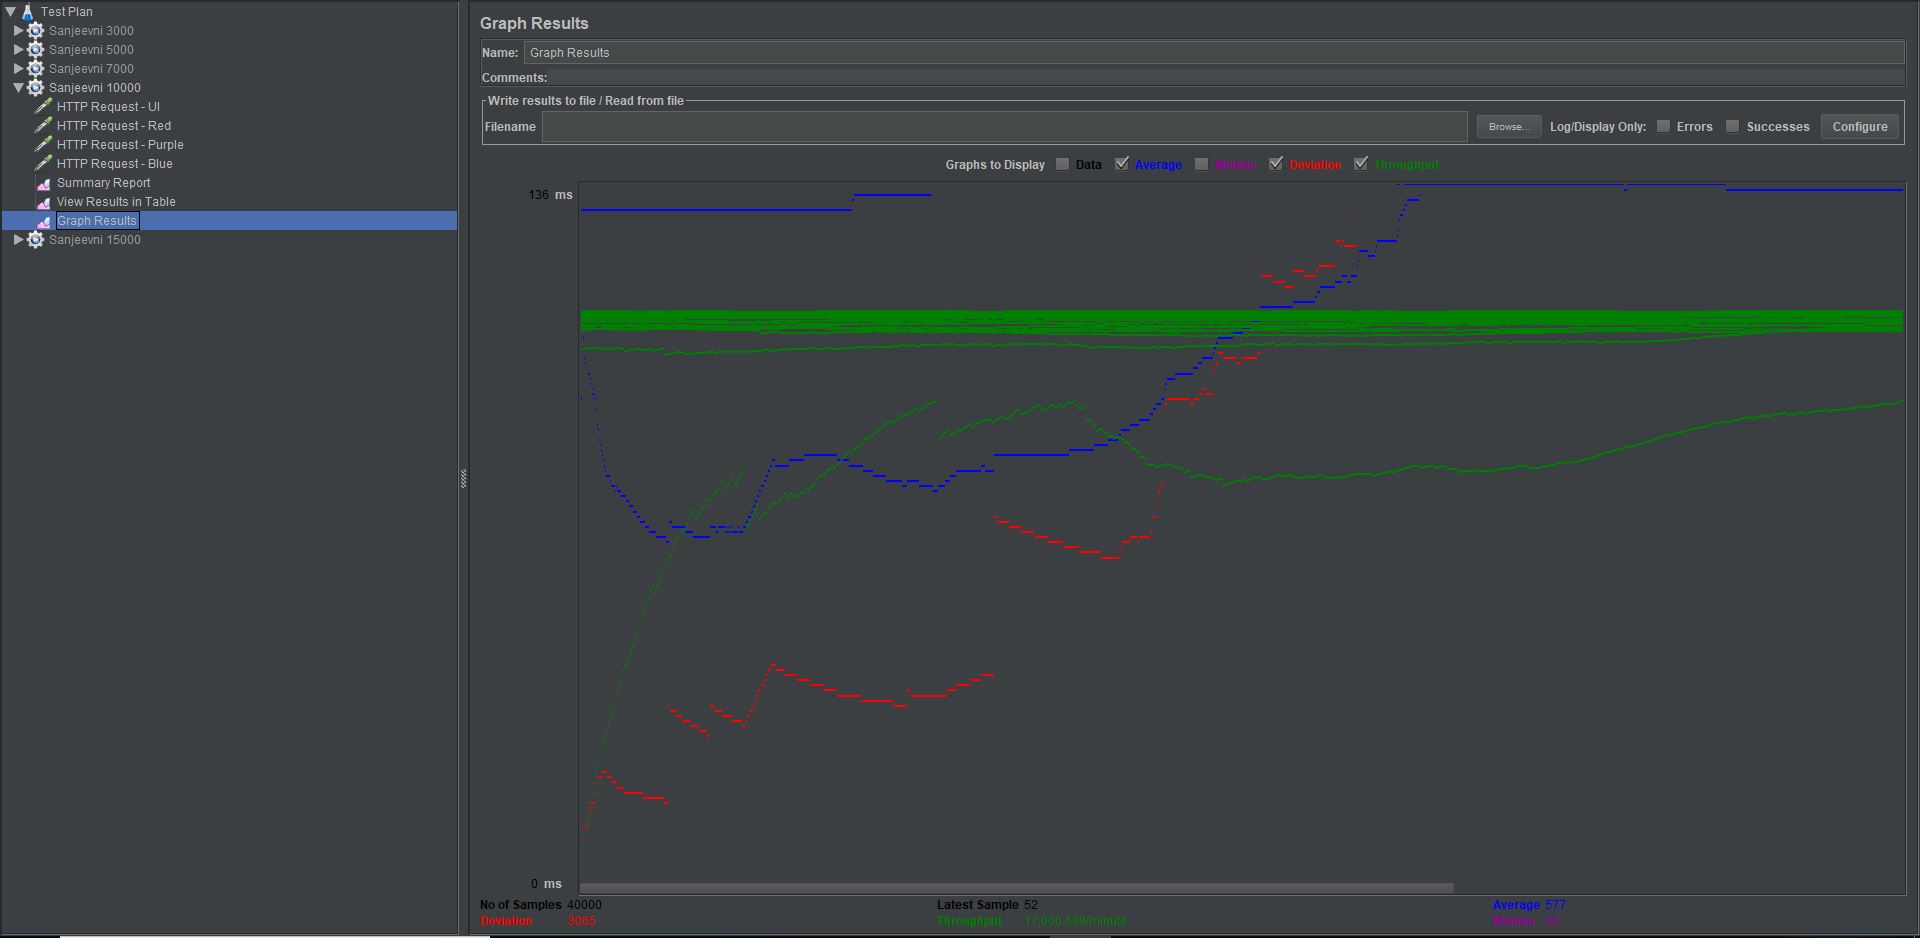 Test Plan
Sanjeevni 3000
Sanjeevni 5000
Sanjeevni 7000
Sanjeevni 10000
HTTP Request - UI
HTTP Request - Red
HTTP Request - Purple
HTTP Request - Blue
Summary Report
View Results in Table
Graph Results
Sanjeevni 15000
Graph Results
Name: Graph Results
Comments:
Write results to file / Read from file
Filename Browse... Log/Display Only: Errors Successes Configure
Graphs to Display Data Average Median Deviation Throughput
136 ms
0 ms
No of Samples 40000 Latest Sample 52 Average 577
Deviation 3065 Throughput 17,000.538/minute Median